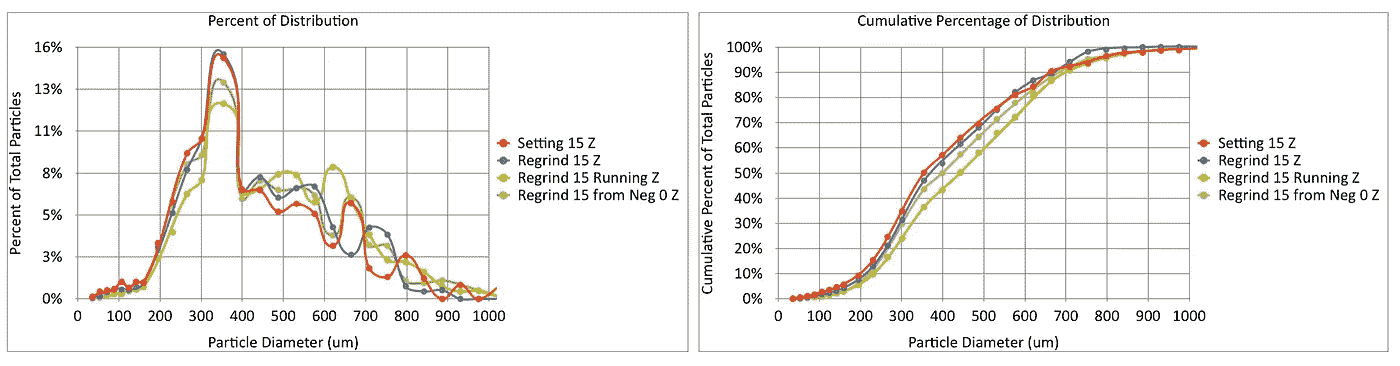 Percent of Distribution
Percent of Total Particles
16%
13%
11%
8%
5%
3%
0%
0 100 200 300 400 500 600 700 800 900 1000
Particle Diameter (um)
Setting 15 Z
Regrind 15 Z
Regrind 15 Running Z
Regrind 15 from Neg 0 Z
Cumulative Percentage of Distribution
Cumulative Percent of Total Particles
100%
90%
80%
70%
60%
50%
40%
30%
20%
10%
0%
0 100 200 300 400 500 600 700 800 900 1000
Particle Diameter (um)
Setting 15 Z
Regrind 15 Z
Regrind 15 Running Z
Regrind 15 from Neg 0 Z